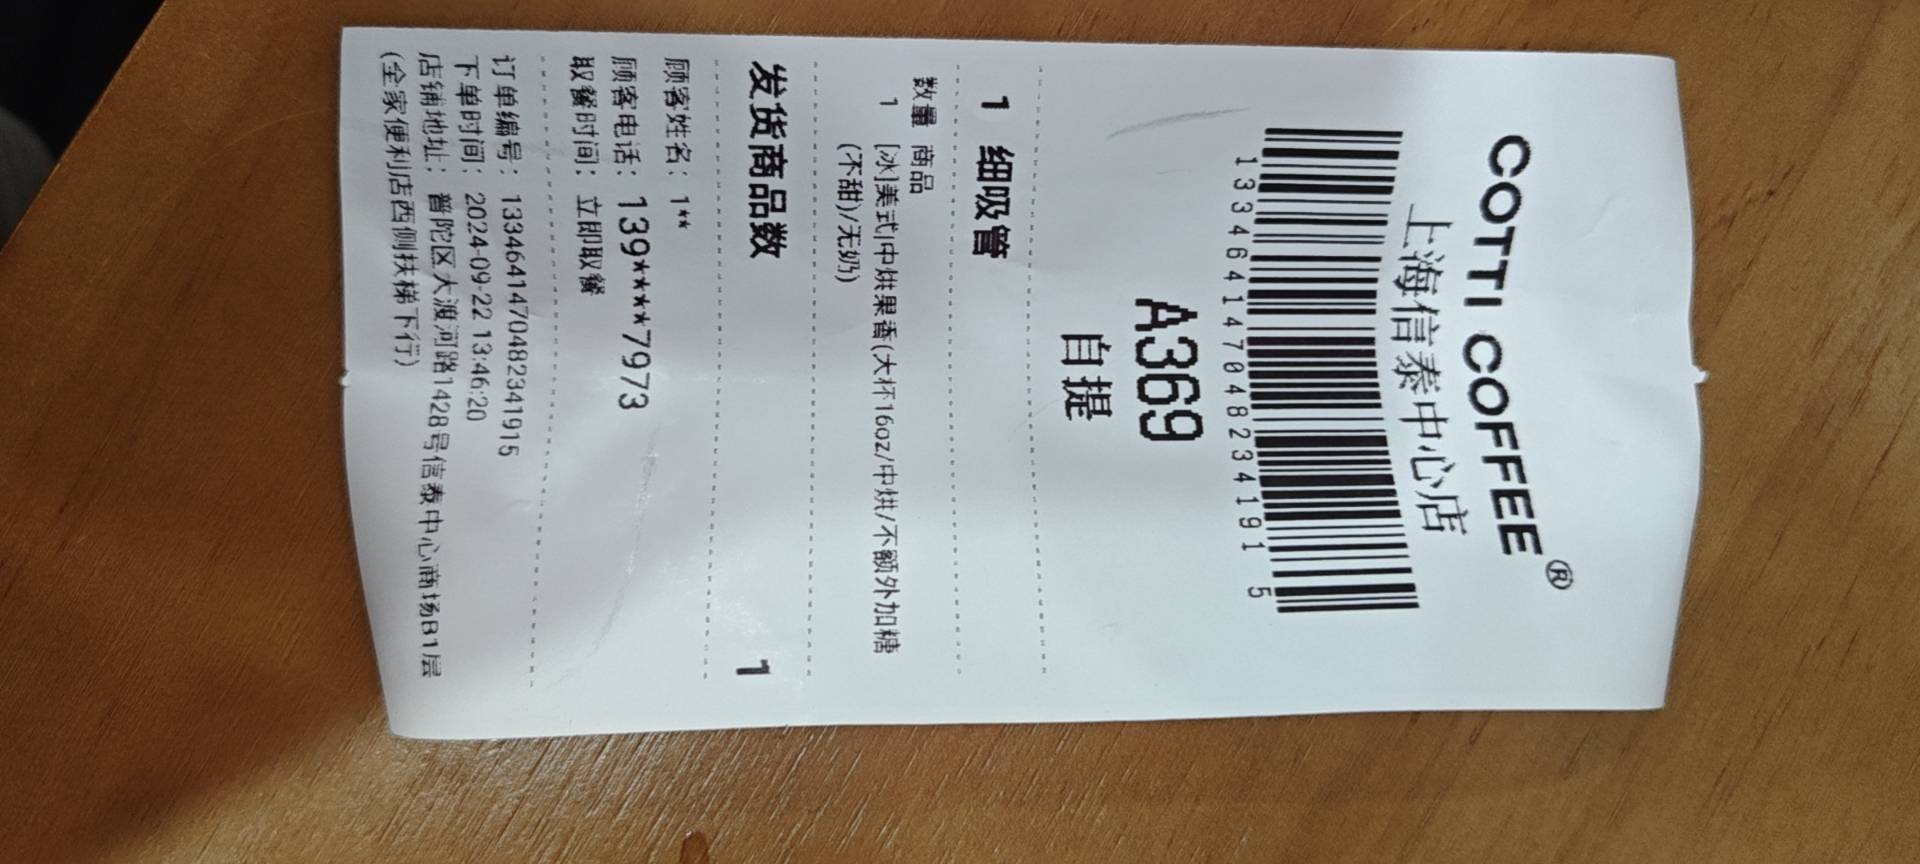 COTTI COFFEE®
上海信泰中心店
1334641470482341915
A369
自提
1 细吸管
数量 商品
1 [冰]美式|中烘果香(大杯16oz/中烘/不额外加糖
(不甜)/无奶)
发货商品数 1
顾客姓名：1**
顾客电话：139****7973
取餐时间：立即取餐
订单编号：1334641470482341915
下单时间：2024-09-22 13:46:20
店铺地址：普陀区大渡河路1428号信泰中心商场B1层
(全家便利店西侧扶梯下行)